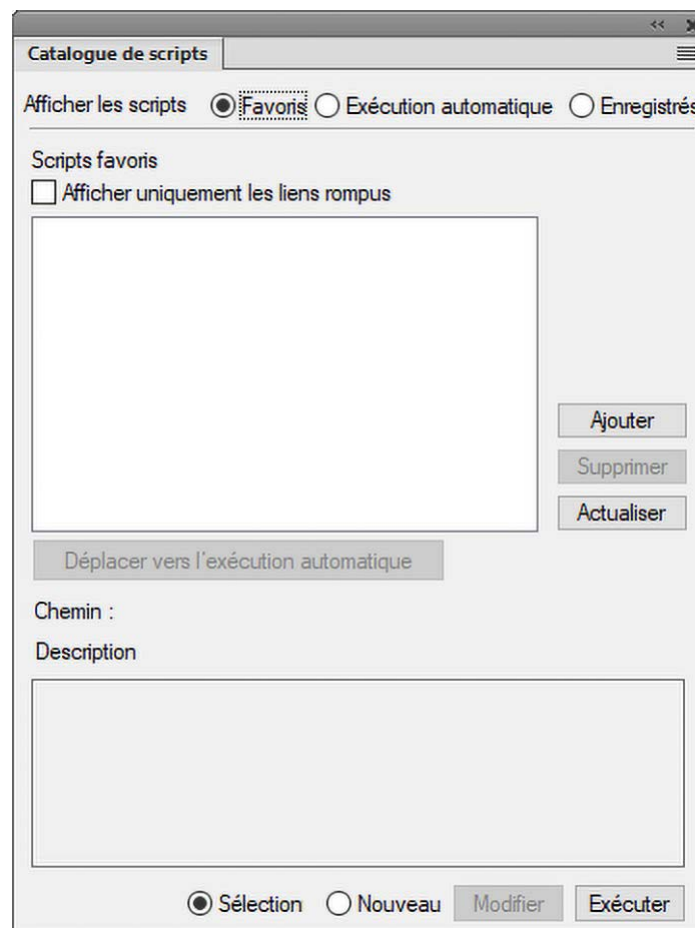 Catalogue de scripts
Afficher les scripts Favoris Exécution automatique Enregistrés
Scripts favoris
Afficher uniquement les liens rompus
Ajouter
Supprimer
Actualiser
Déplacer vers l'exécution automatique
Chemin :
Description
Sélection Nouveau Modifier Exécuter